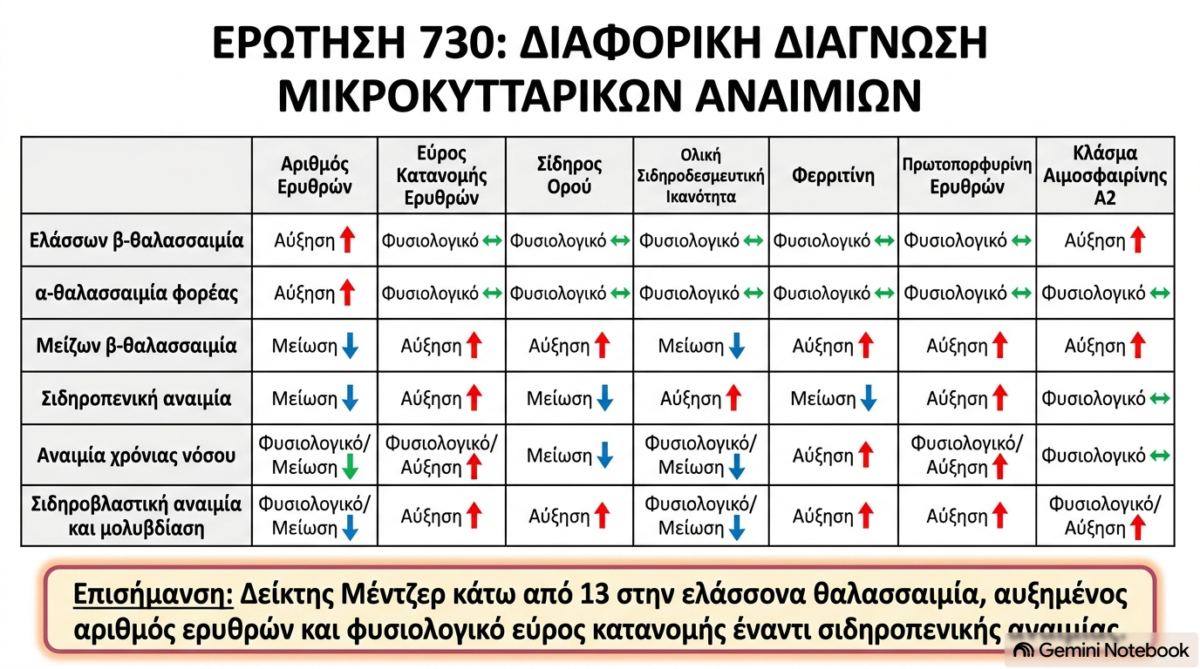 ΕΡΩΤΗΣΗ 730: ΔΙΑΦΟΡΙΚΗ ΔΙΑΓΝΩΣΗ
ΜΙΚΡΟΚΥΤΤΑΡΙΚΩΝ ΑΝΑΙΜΙΩΝ
Αριθμός Ερυθρών | Εύρος Κατανομής Ερυθρών | Σίδηρος Ορού | Ολική Σιδηροδεσμευτική Ικανότητα | Φερριτίνη | Πρωτοπορφυρίνη Ερυθρών | Κλάσμα Αιμοσφαιρίνης Α2
Ελάσσων β-θαλασσαιμία | Αύξηση ↑ | Φυσιολογικό ↔ | Φυσιολογικό ↔ | Φυσιολογικό ↔ | Φυσιολογικό ↔ | Φυσιολογικό ↔ | Αύξηση ↑
α-θαλασσαιμία φορέας | Αύξηση ↑ | Φυσιολογικό ↔ | Φυσιολογικό ↔ | Φυσιολογικό ↔ | Φυσιολογικό ↔ | Φυσιολογικό ↔ | Φυσιολογικό ↔
Μείζων β-θαλασσαιμία | Μείωση ↓ | Αύξηση ↑ | Αύξηση ↑ | Μείωση ↓ | Αύξηση ↑ | Αύξηση ↑ | Αύξηση ↑
Σιδηροπενική αναιμία | Μείωση ↓ | Αύξηση ↑ | Μείωση ↓ | Αύξηση ↑ | Μείωση ↓ | Αύξηση ↑ | Φυσιολογικό ↔
Αναιμία χρόνιας νόσου | Φυσιολογικό/ Μείωση ↓ | Φυσιολογικό/ Αύξηση ↑ | Μείωση ↓ | Φυσιολογικό/ Μείωση ↓ | Αύξηση ↑ | Φυσιολογικό/ Αύξηση ↑ | Φυσιολογικό ↔
Σιδηροβλαστική αναιμία και μολυβδίαση | Φυσιολογικό/ Μείωση ↓ | Αύξηση ↑ | Αύξηση ↑ | Φυσιολογικό/ Μείωση ↓ | Αύξηση ↑ | Αύξηση ↑ | Φυσιολογικό/ Αύξηση ↑
Επισήμανση: Δείκτης Μέντζερ κάτω από 13 στην ελάσσονα θαλασσαιμία, αυξημένος
αριθμός ερυθρών και φυσιολογικό εύρος κατανομής έναντι σιδηροπενικής αναιμίας.
Gemini Notebook